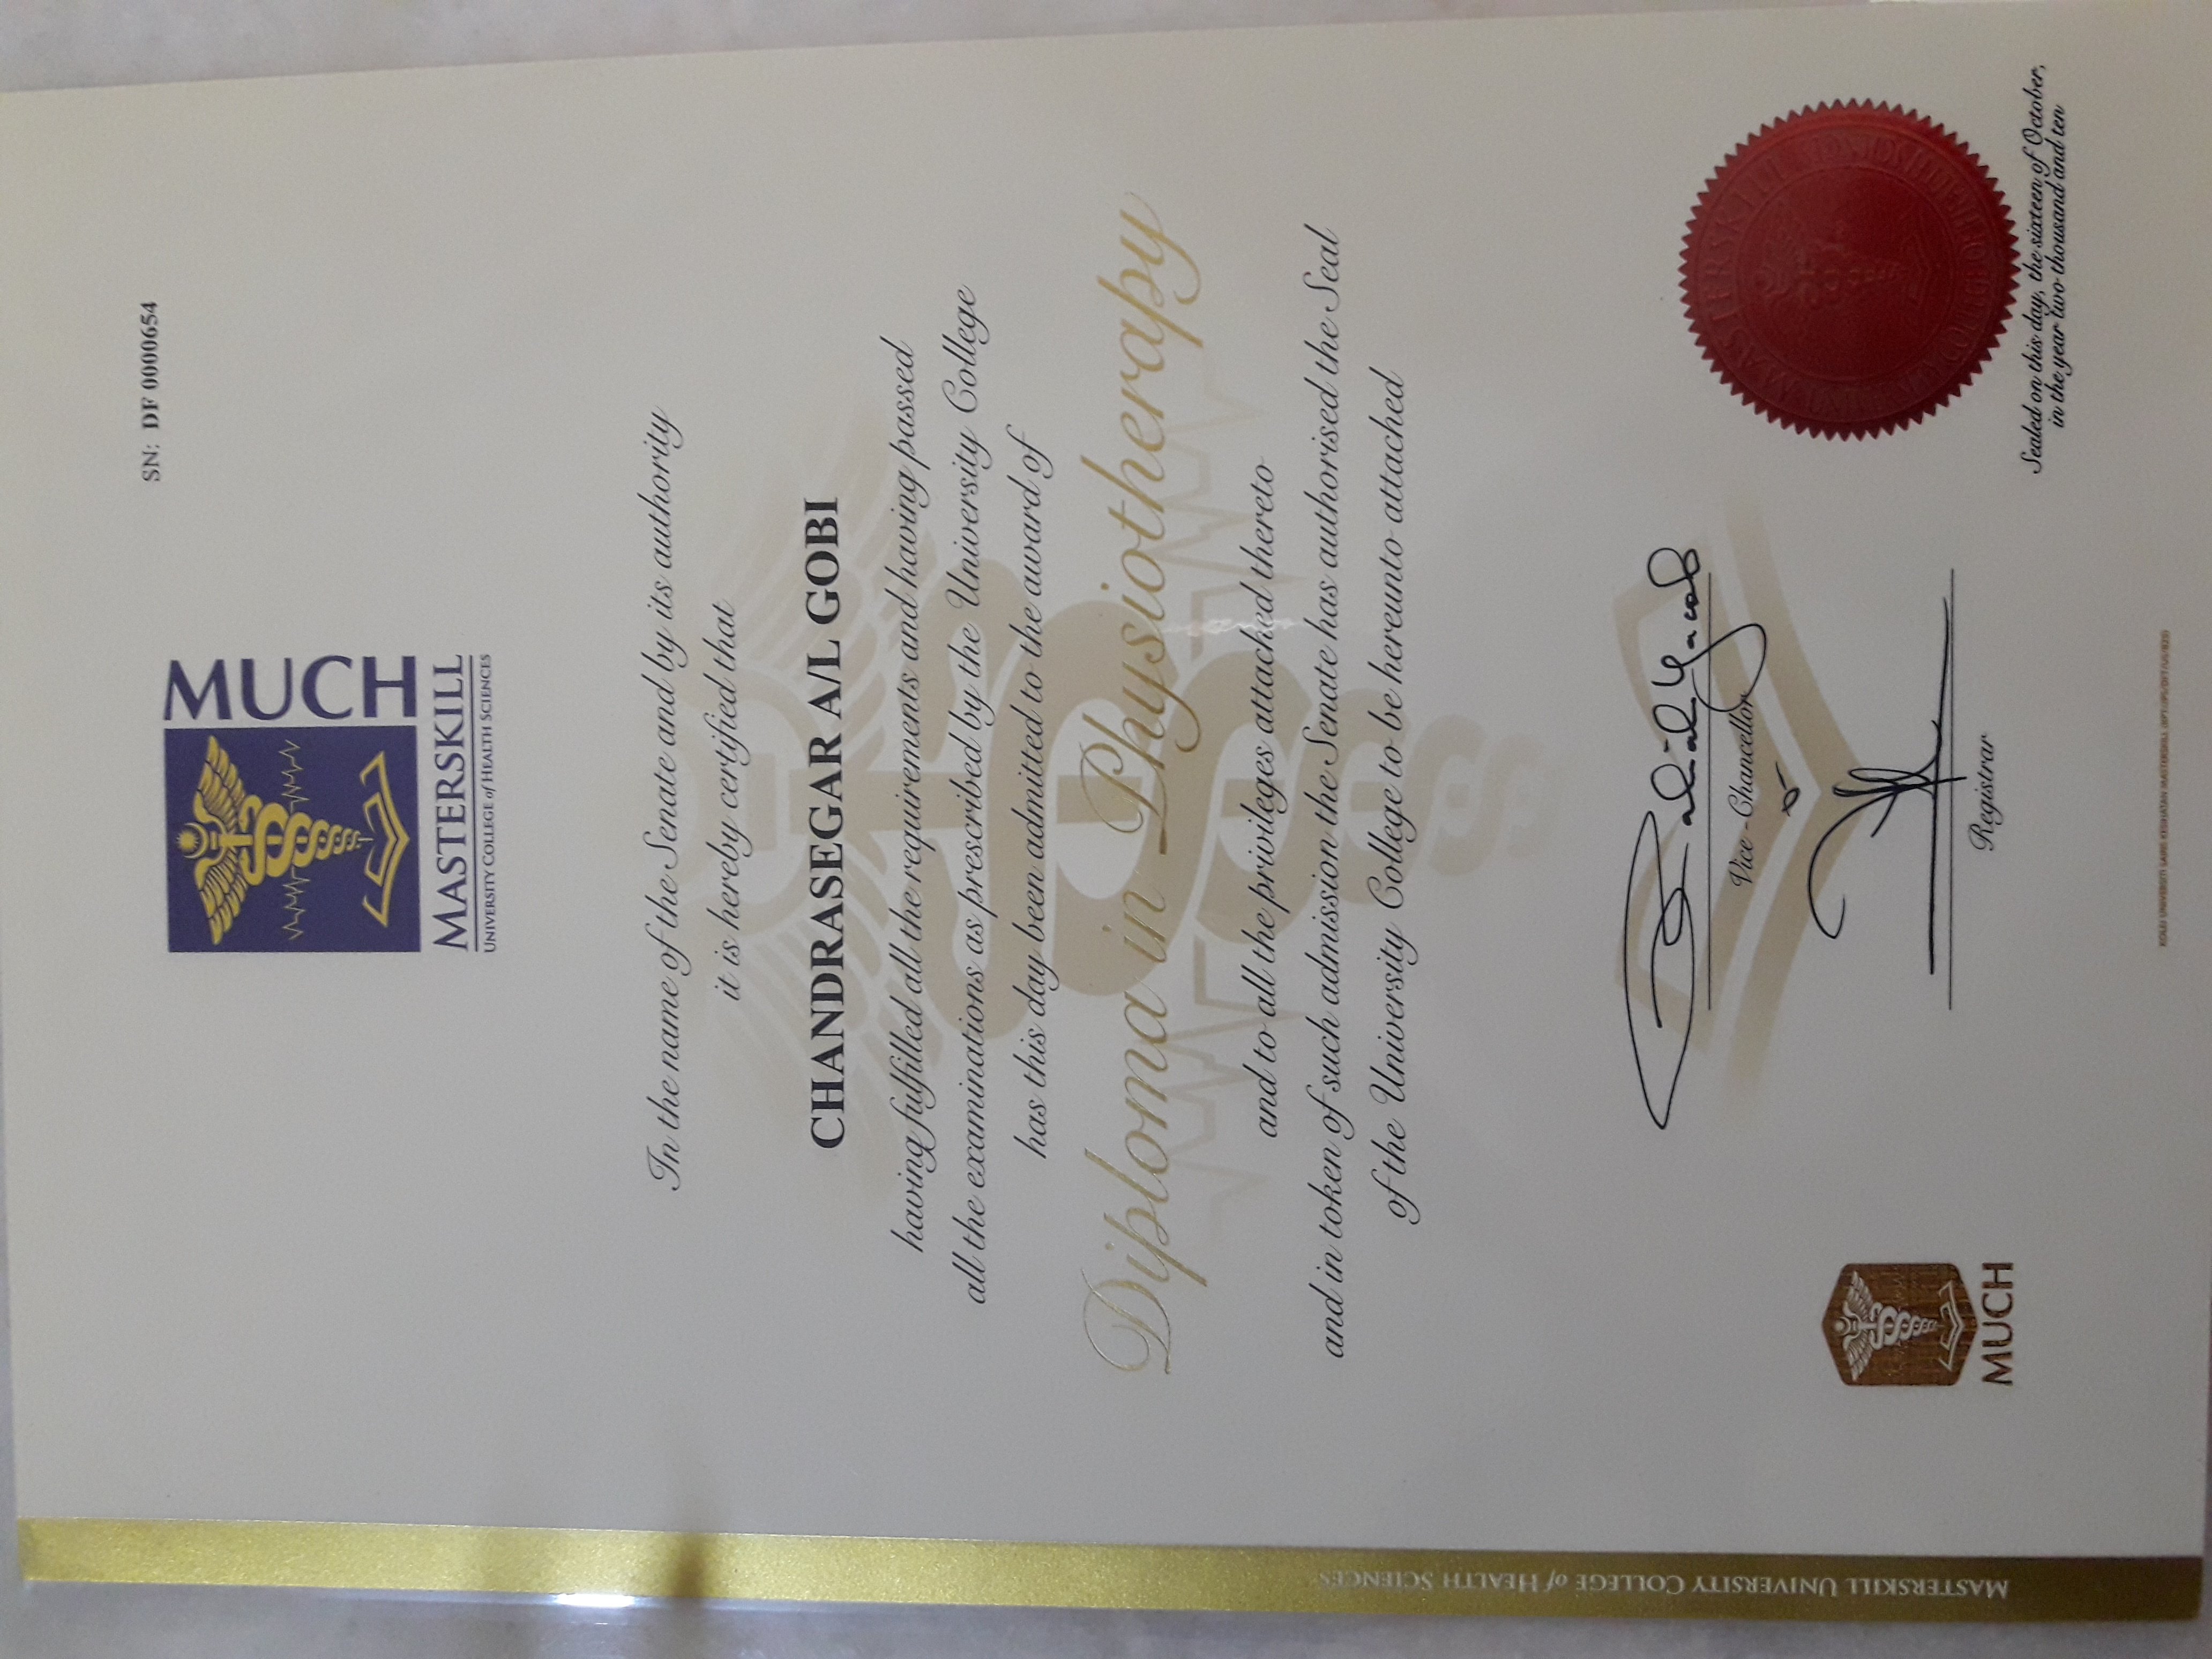 SN: DF 0000654
MUCH
MASTERSKILL
UNIVERSITY COLLEGE of HEALTH SCIENCES
In the name of the Senate and by its authority
it is hereby certified that
CHANDRASEGAR A/L GOBI
having fulfilled all the requirements and having passed
all the examinations as prescribed by the University College
has this day been admitted to the award of
Diploma in Physiotherapy
and to all the privileges attached thereto
and in token of such admission the Senate has authorised the Seal
of the University College to be hereunto attached
Vice - Chancellor
Registrar
MUCH
Sealed on this day, the sixteen of October,
in the year two thousand and ten
MASTERSKILL UNIVERSITY COLLEGE of HEALTH SCIENCES
KOLEJ UNIVERSITI SAINS KESIHATAN MASTERSKILL